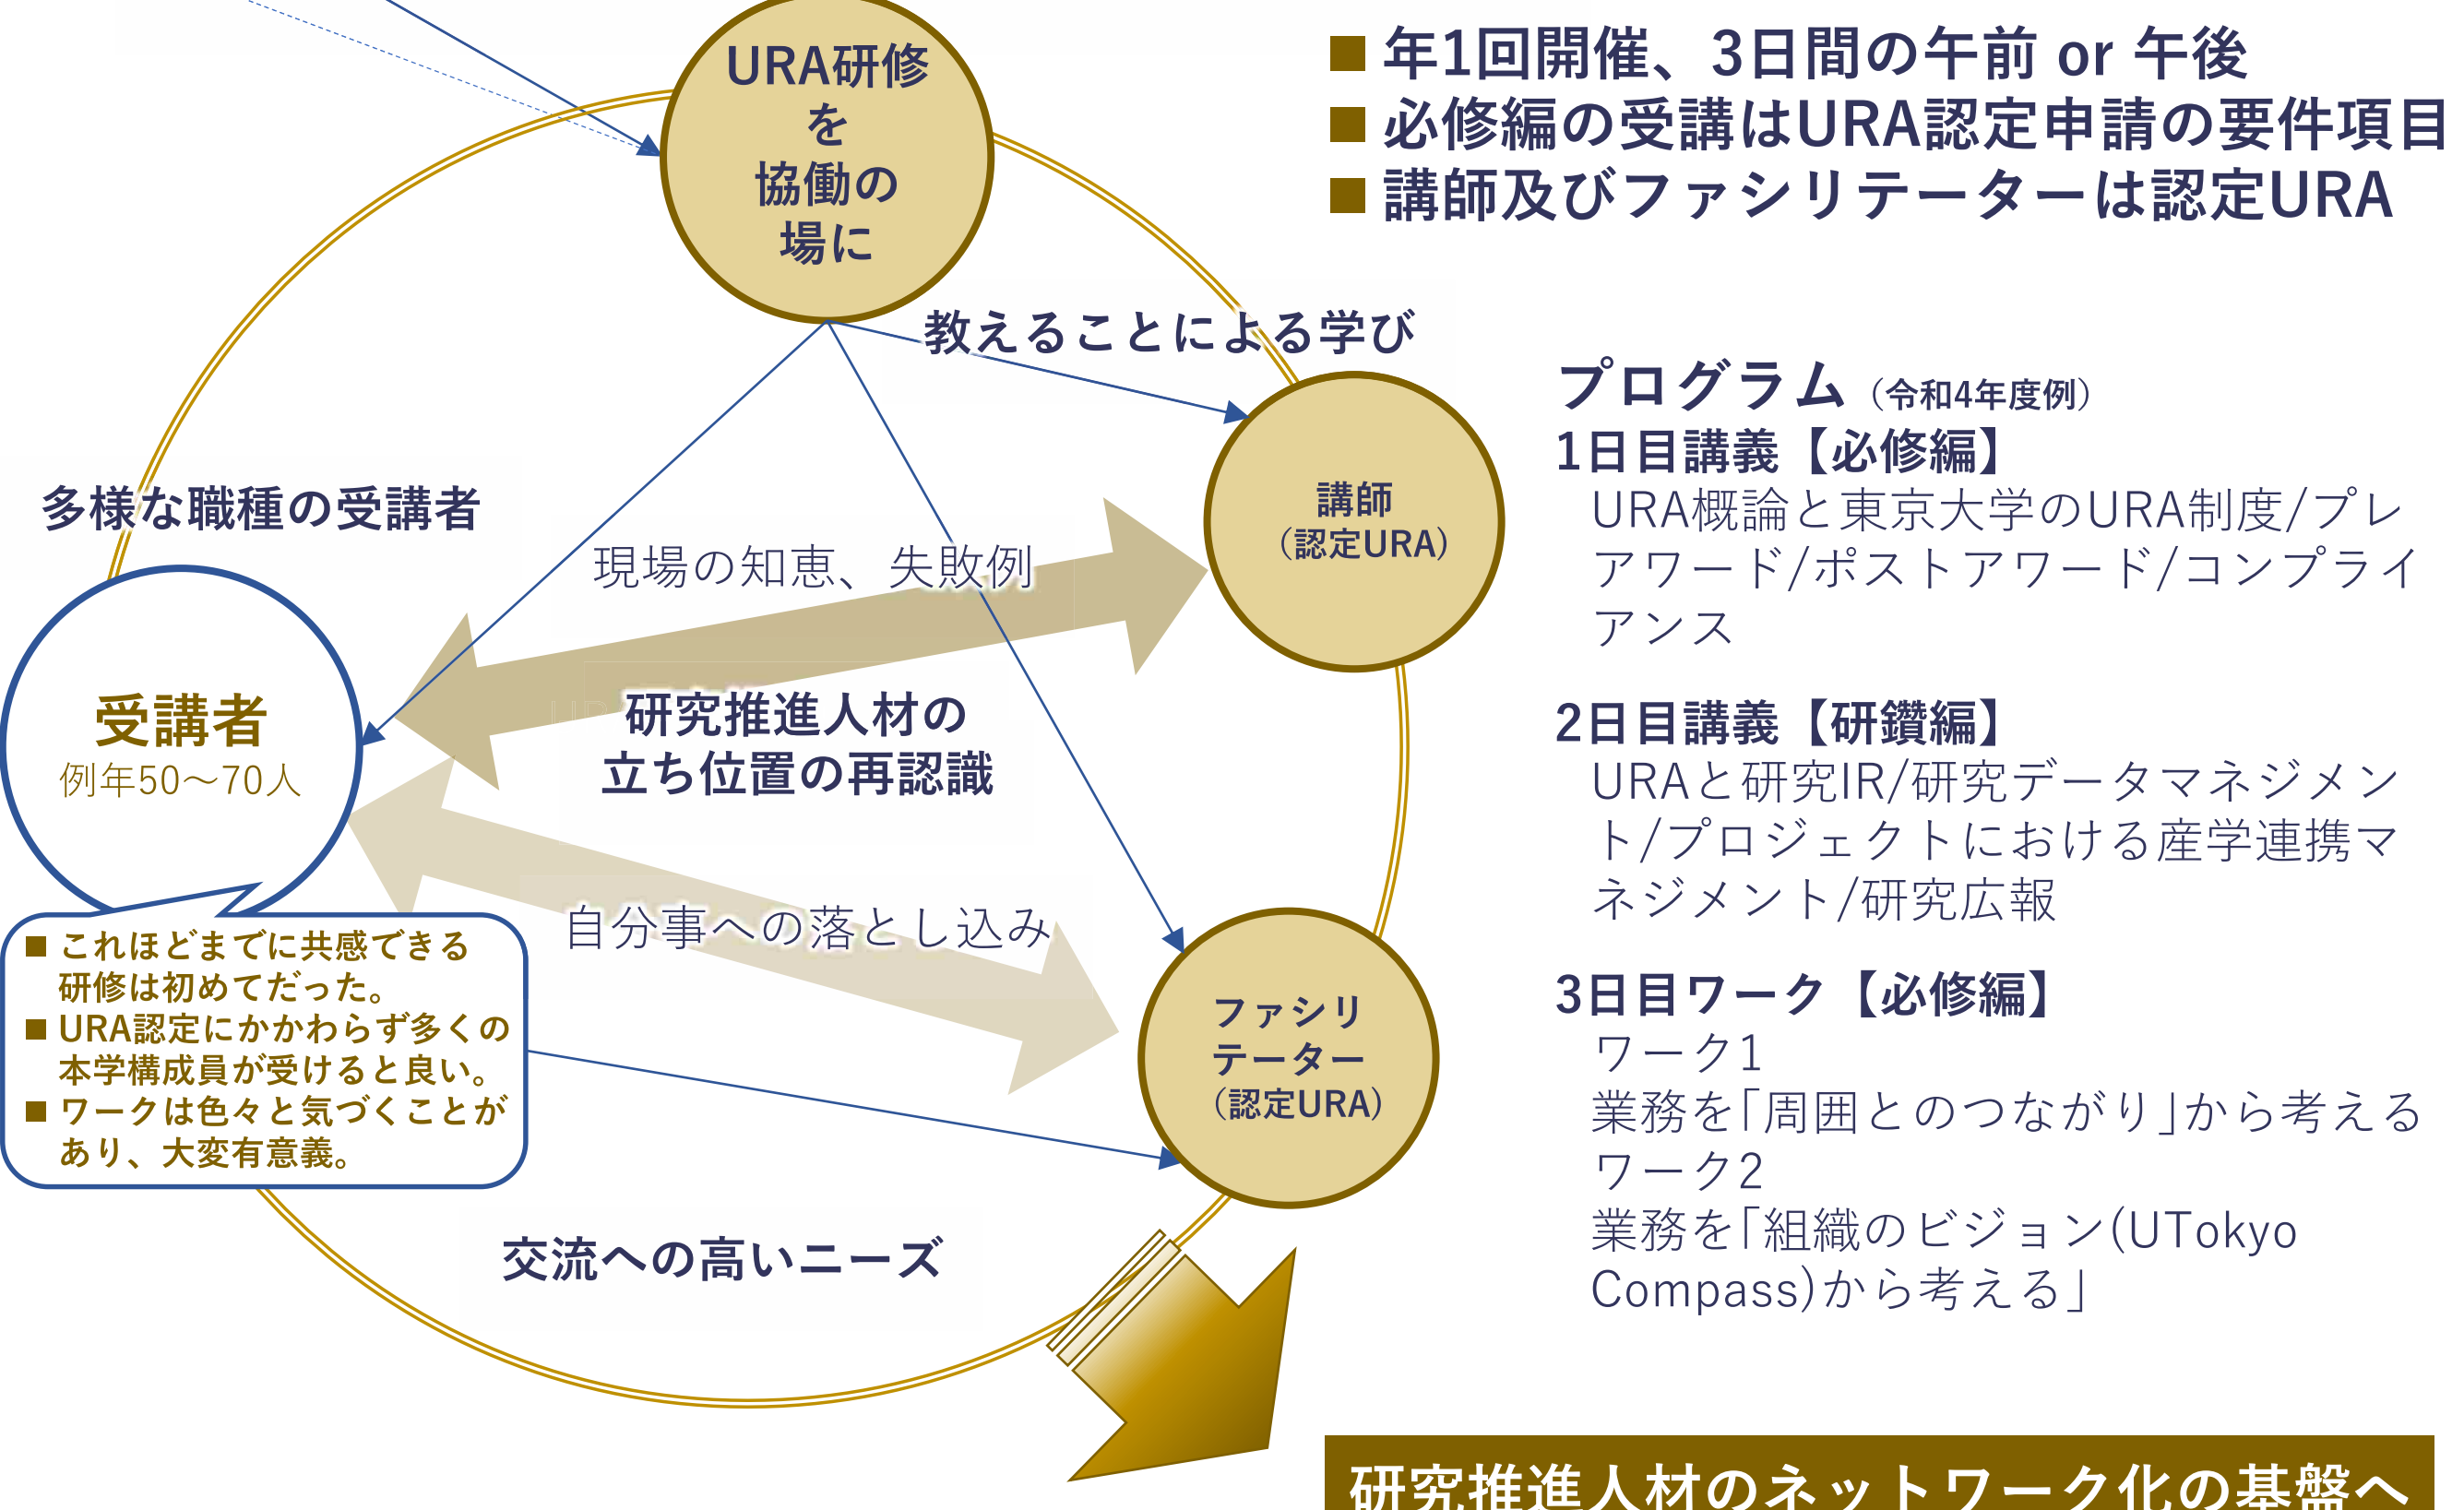 URA研修
を
協働の
場に
■ 年1回開催、3日間の午前 or 午後
■ 必修編の受講はURA認定申請の要件項目
■ 講師及びファシリテーターは認定URA
教えることによる学び
講師
（認定URA）
多様な職種の受講者
現場の知恵、失敗例
受講者
例年50～70人
研究推進人材の
立ち位置の再認識
自分事への落とし込み
■ これほどまでに共感できる
研修は初めてだった。
■ URA認定にかかわらず多くの
本学構成員が受けると良い。
■ ワークは色々と気づくことが
あり、大変有意義。
ファシリ
テーター
（認定URA）
交流への高いニーズ
プログラム（令和4年度例）
1日目講義【必修編】
URA概論と東京大学のURA制度/プレ
アワード/ポストアワード/コンプライ
アンス
2日目講義【研鑽編】
URAと研究IR/研究データマネジメン
ト/プロジェクトにおける産学連携マ
ネジメント/研究広報
3日目ワーク【必修編】
ワーク1
業務を「周囲とのつながり」から考える
ワーク2
業務を「組織のビジョン(UTokyo
Compass)から考える」
研究推進人材のネットワーク化の基盤へ